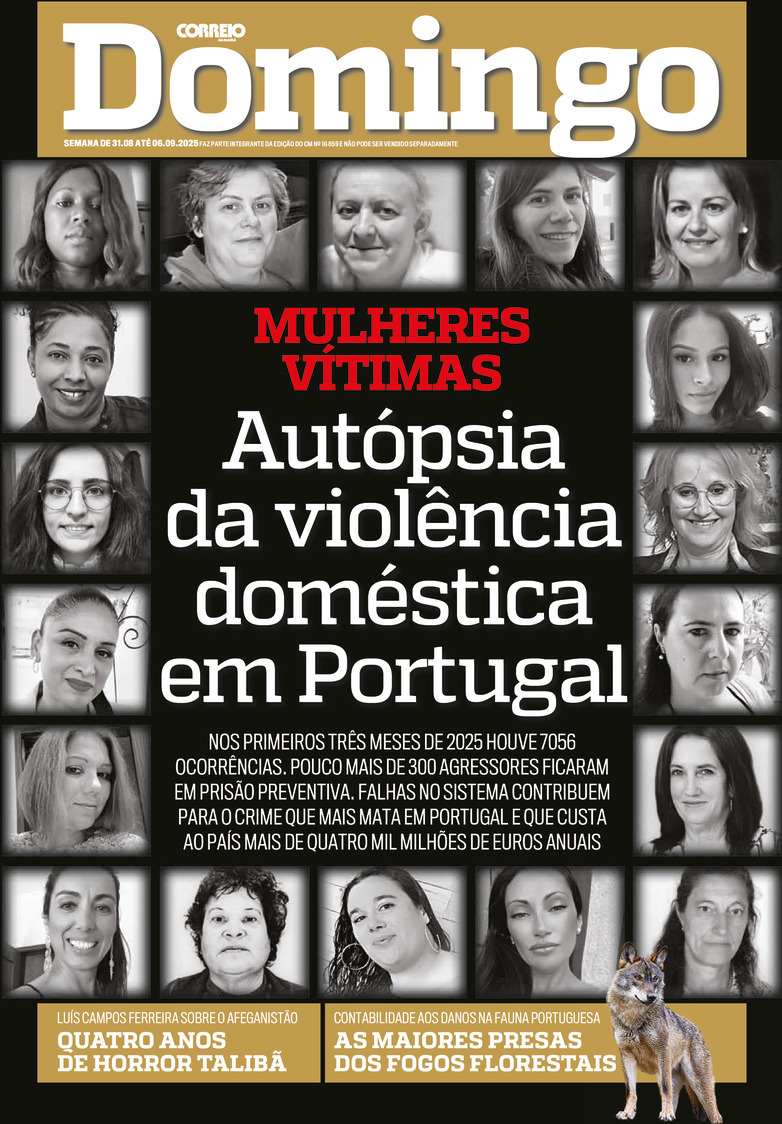 CORREIO
da manhã
Domingo
SEMANA DE 31.08 ATÉ 06.09.2025 FAZ PARTE INTEGRANTE DA EDIÇÃO DO CM Nº 16 859 E NÃO PODE SER VENDIDO SEPARADAMENTE
MULHERES
VÍTIMAS
Autópsia
da violência
doméstica
em Portugal
NOS PRIMEIROS TRÊS MESES DE 2025 HOUVE 7056
OCORRÊNCIAS. POUCO MAIS DE 300 AGRESSORES FICARAM
EM PRISÃO PREVENTIVA. FALHAS NO SISTEMA CONTRIBUEM
PARA O CRIME QUE MAIS MATA EM PORTUGAL E QUE CUSTA
AO PAÍS MAIS DE QUATRO MIL MILHÕES DE EUROS ANUAIS
LUÍS CAMPOS FERREIRA SOBRE O AFEGANISTÃO
QUATRO ANOS
DE HORROR TALIBÃ
CONTABILIDADE AOS DANOS NA FAUNA PORTUGUESA
AS MAIORES PRESAS
DOS FOGOS FLORESTAIS